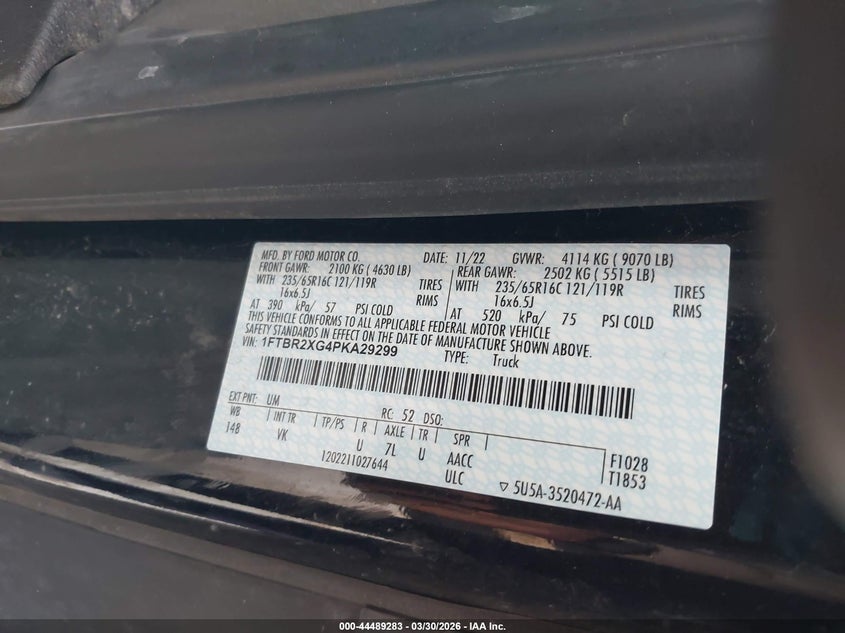 MFD. BY FORD MOTOR CO. DATE: 11/22 GVWR: 4114 KG ( 9070 LB)
FRONT GAWR: 2100 KG ( 4630 LB) REAR GAWR: 2502 KG ( 5515 LB)
WITH 235/65R16C 121/119R TIRES WITH 235/65R16C 121/119R TIRES
16x6.5J RIMS 16x6.5J RIMS
AT 390 kPa/ 57 PSI COLD AT 520 kPa/ 75 PSI COLD
THIS VEHICLE CONFORMS TO ALL APPLICABLE FEDERAL MOTOR VEHICLE
SAFETY STANDARDS IN EFFECT ON THE DATE OF MANUFACTURE SHOWN ABOVE.
VIN: 1FTBR2XG4PKA29299 TYPE: Truck
EXT PNT: UM RC: 52 DSO:
WB INT TR TP/PS R AXLE TR SPR
148 VK U 7L U AACC F1028
1202211027644 ULC T1853
5U5A-3520472-AA
000-44489283 - 03/30/2026 - IAA Inc.